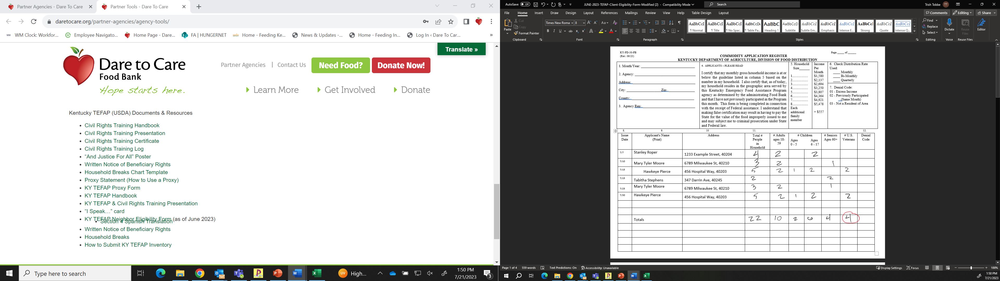 Partner Agencies - Dare To Care
Partner Tools - Dare To Care
daretocare.org/partner-agencies/agency-tools/
WM Clock: Workfor...
Employee Navigato...
Home Page - Dare...
FA | HUNGERNET
Home - Feeding Ke...
News & Updates -...
Home - Feeding In...
Log In ‹ Dare To Car...
»
Translate »
Dare to Care
Food Bank
Hope starts here.
Partner Agencies | Contact Us
Need Food?
Donate Now!
Learn More
Get Involved
Donate
Kentucky TEFAP (USDA) Documents & Resources
• Civil Rights Training Handbook
• Civil Rights Training Presentation
• Civil Rights Training Certificate
• Civil Rights Training Log
• “And Justice For All” Poster
• Written Notice of Beneficiary Rights
• Household Breaks Chart Template
• Proxy Statement (How to Use a Proxy)
• KY TEFAP Proxy Form
• KY TEFAP Handbook
• KY TEFAP & Civil Rights Training Presentation
• “I Speak…” card
• KY TEFAP Neighbor Eligibility Form (as of June 2023)
• Section 4 Spanish Translation
• Written Notice of Beneficiary Rights
• Household Breaks
• How to Submit KY TEFAP Inventory
Type here to search
UV High...
1:50 PM
7/21/2023
3
AutoSave Off
JUNE-2023-TEFAP-Client-Eligibility-Form-Modified (2) - Compatibility Mode
Search
Trish Tobbe TT
File Home Insert Draw Design Layout References Mailings Review View Help Table Design Layout
Comments Editing Share
Paste
Cut
Copy
Format Painter
Times New Roma 8
AaBbCcI ¶ Normal
AaBbCcI ¶ Title
AaBbCcI ¶ No Spac...
AaBbCcDc ¶ Table Pa...
AaBbC Heading 1
AaBbCcD Subtitle
AaBbCcL Subtle Em...
AaBbCcL Emphasis
AaBbCcL Intense E...
AaBbCcl Strong
AaBbCcL Quote
AaBbCcL Intense Q...
Find
Replace
Select
Dictate
Reuse Files
Editor
Clipboard Font Paragraph Styles Editing Voice Reuse Files
KY-FD-30-FB
(Rev. 06/23)
Page _____ of ______
COMMODITY APPLICATION REGISTER
KENTUCKY DEPARTMENT OF AGRICULTURE, DIVISION OF FOOD DISTRIBUTION
1. Month/Year:
2. Agency:
Address:
City: Zip:
County:
3. Agency Rep:
4. APPLICANTS – PLEASE READ
I certify that my monthly gross household income is at or
below the guideline listed in column 5 based on the
number in my household. I also certify that, as of today,
my household resides in the geographic area served by
this Kentucky Emergency Food Assistance Program
agency as determined by the administrating Food Bank
and that I have not previously participated in the Program
this month. This form is being completed in connection
with the receipt of Federal assistance. I understand that
making false certification may result in having to pay the
State for the value of the food improperly issued to me
and may subject me to criminal prosecution under State
and Federal law.
5. Household Size______
Income Per Month
1.................. $1,580
2.................. $2,137
3.................. $2,694
4.................. $3,250
5.................. $3,807
6.................. $4,364
7.................. $4,921
8.................. $5,478
Each additional family member + $557
6. Check Distribution Rate Used:
____ Monthly
____ Bi-Monthly
____ Quarterly
7. Denial Code:
01 - Excess Income
02 - Previously Participated
(Same Month)
03 - Not a Resident of Area
8. 9. 10 11. 12.
Issue Date
Applicant's Name (Print)
Address
Total # People in Household
# Adults ages 18-59
# Children
Ages 0 - 5
Ages 6 - 17
# Seniors Ages 60+
# U.S. Veterans
Denial Code
7/7 Stanley Roper 1233 Example Street, 40204 4 2 2
7/10 Mary Tyler Moore 6789 Milwaukee St, 40210 3 2 1
7/15 Hawkeye Pierce 456 Hospital Way, 40203 5 2 1 2 2
7/15 Tabitha Stephens 347 Darrin Ave, 40245 2 2
7/25 Mary Tyler Moore 6789 Milwaukee St, 40210 3 2 1
7/30 Hawkeye Pierce 456 Hospital Way, 40203 5 2 1 2 2
Totals 22 10 2 6 4 4
Page 1 of 4 559 words Text Predictions: On Accessibility: Unavailable
Display Settings Focus 100%
1:50 PM
7/21/2023